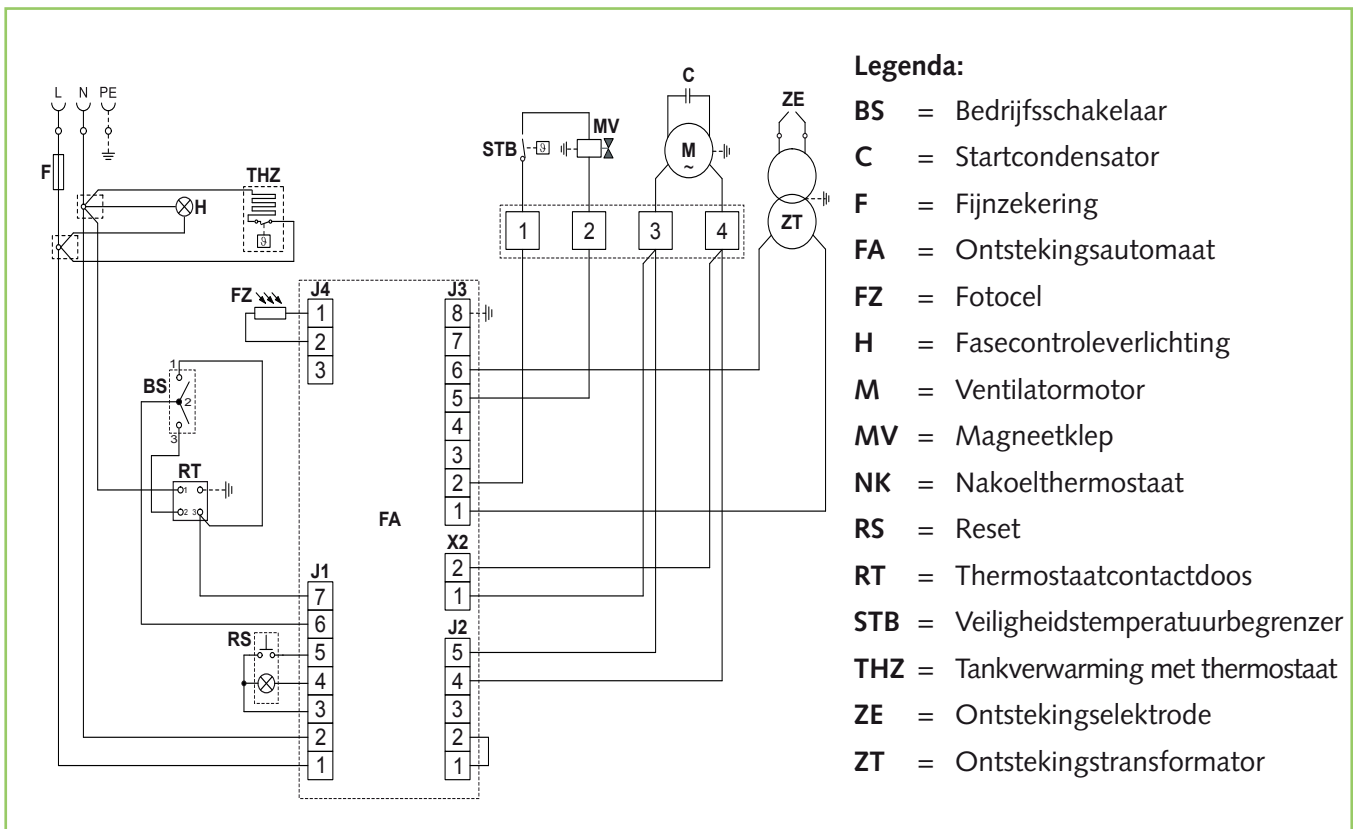 L N PE
F
THZ
H
ϑ
STB
ϑ
MV
C
M
~
ZE
ZT
1 2 3 4
FZ
J4
1
2
3
BS
1
2
3
RT
1
2 3
FA
J3
8
7
6
5
4
3
2
1
X2
2
1
J1
7
6
5
4
3
2
1
RS
J2
5
4
3
2
1
Legenda:
BS = Bedrijfsschakelaar
C = Startcondensator
F = Fijnzekering
FA = Ontstekingsautomaat
FZ = Fotocel
H = Fasecontroleverlichting
M = Ventilatormotor
MV = Magneetklep
NK = Nakoelthermostaat
RS = Reset
RT = Thermostaatcontactdoos
STB = Veiligheidstemperatuurbegrenzer
THZ = Tankverwarming met thermostaat
ZE = Ontstekingselektrode
ZT = Ontstekingstransformator